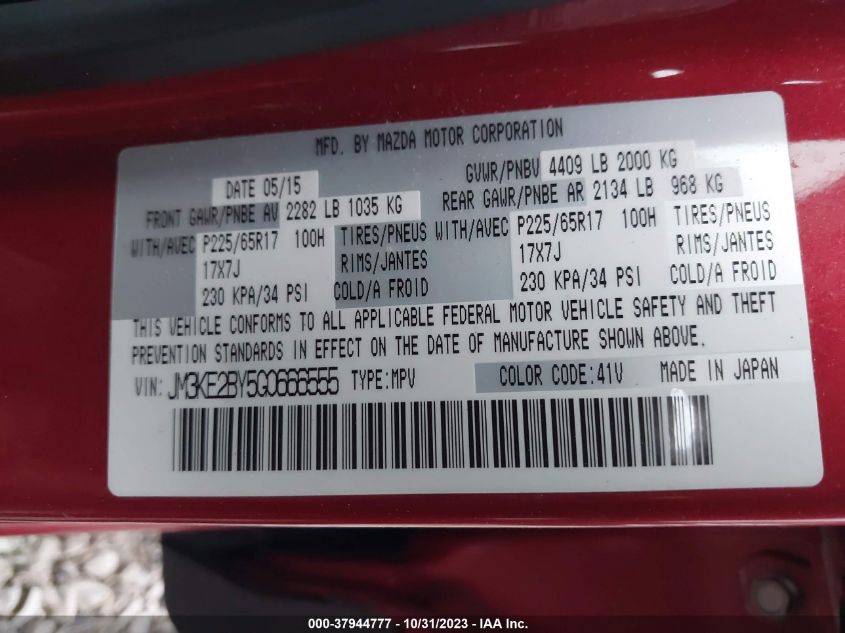 MFD. BY MAZDA MOTOR CORPORATION
DATE 05/15 GVWR/PNBV 4409 LB 2000 KG
FRONT GAWR/PNBE AV 2282 LB 1035 KG REAR GAWR/PNBE AR 2134 LB 968 KG
WITH/AVEC P225/65R17 100H TIRES/PNEUS WITH/AVEC P225/65R17 100H TIRES/PNEUS
17X7J RIMS/JANTES 17X7J RIMS/JANTES
230 KPA/34 PSI COLD/A FROID 230 KPA/34 PSI COLD/A FROID
THIS VEHICLE CONFORMS TO ALL APPLICABLE FEDERAL MOTOR VEHICLE SAFETY AND THEFT
PREVENTION STANDARDS IN EFFECT ON THE DATE OF MANUFACTURE SHOWN ABOVE.
VIN: JM3KE2BY5G0666555 TYPE:MPV COLOR CODE:41V MADE IN JAPAN
000-37944777 - 10/31/2023 - IAA Inc.